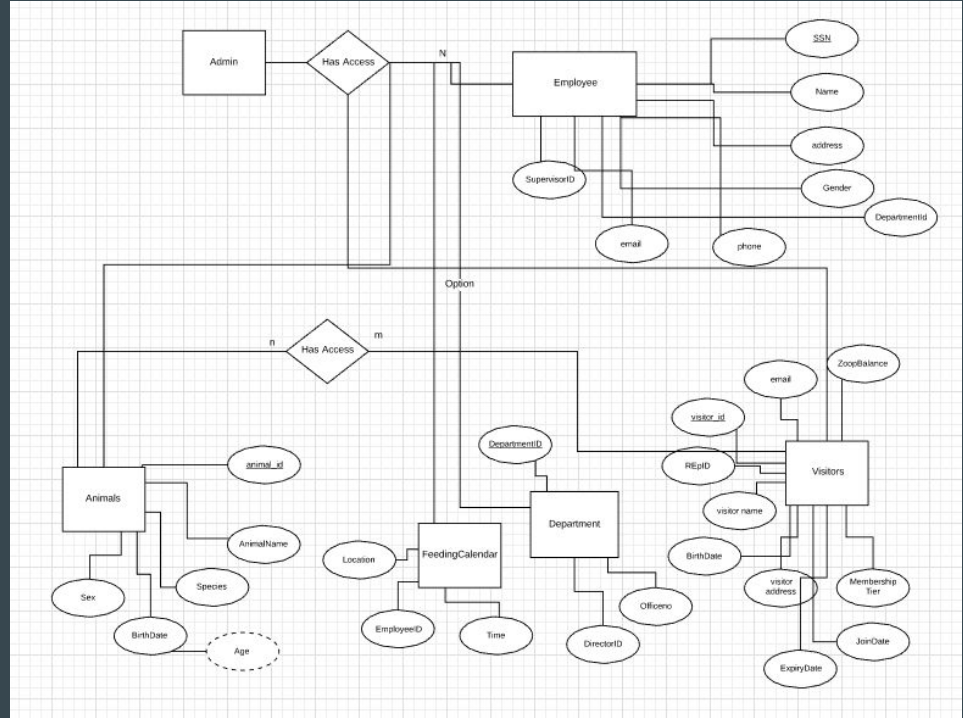 SSN
N
Admin
Has Access
Employee
Name
address
SupervisorID
Gender
DepartmentId
email
phone
Option
m
n
Has Access
ZoopBalance
email
visitor_id
DepartmentID
animal_id
REpID
Visitors
Animals
visitor name
Department
AnimalName
FeedingCalendar
Location
BirthDate
Species
visitor
address
Membership
Tier
Sex
Officeno
EmployeeID
Time
BirthDate
DirectorID
JoinDate
Age
ExpiryDate